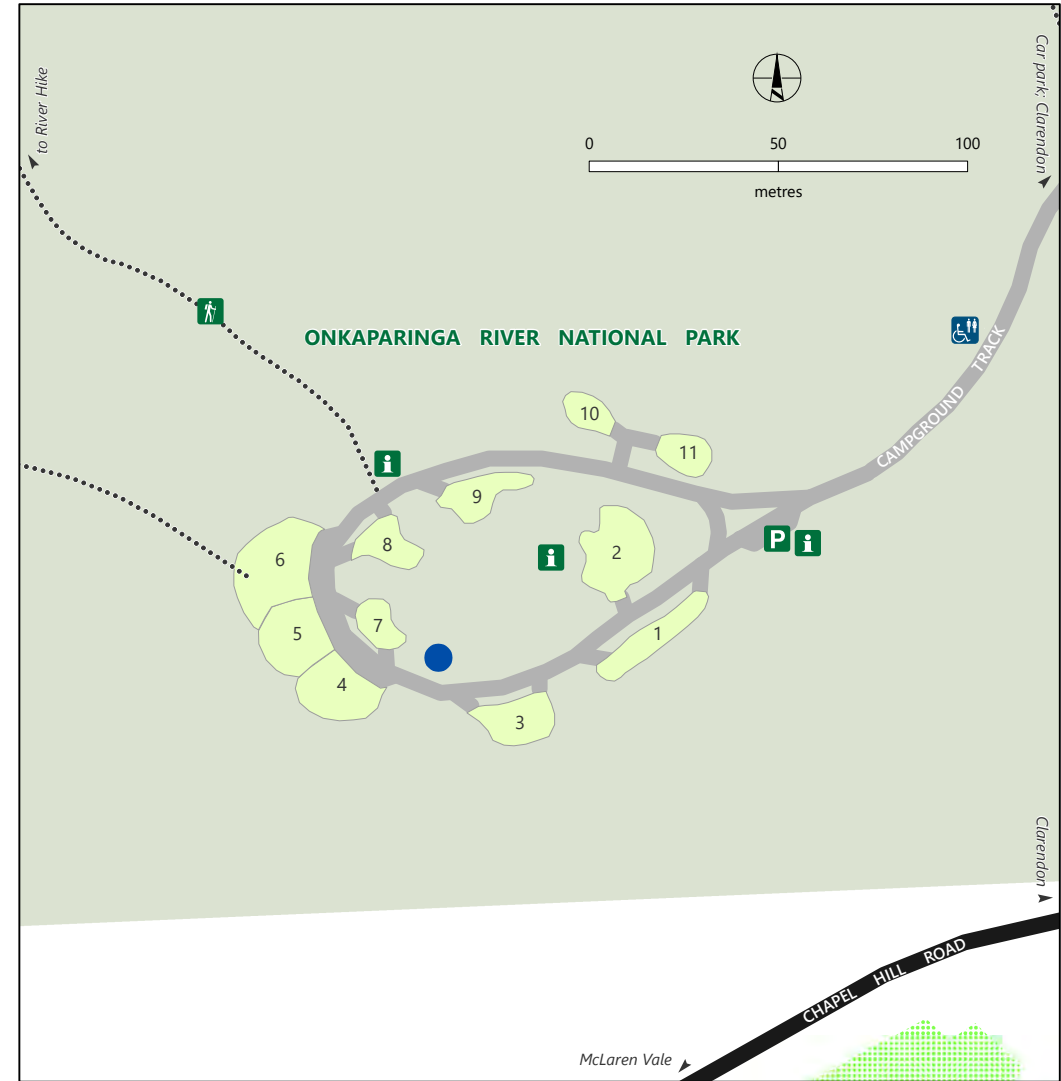 to River Hike
Car park; Clarendon
0 50 100
metres
ONKAPARINGA RIVER NATIONAL PARK
CAMPGROUND TRACK
10
11
9
8
2
P
6
7
5
1
4
3
Clarendon
CHAPEL HILL ROAD
McLaren Vale